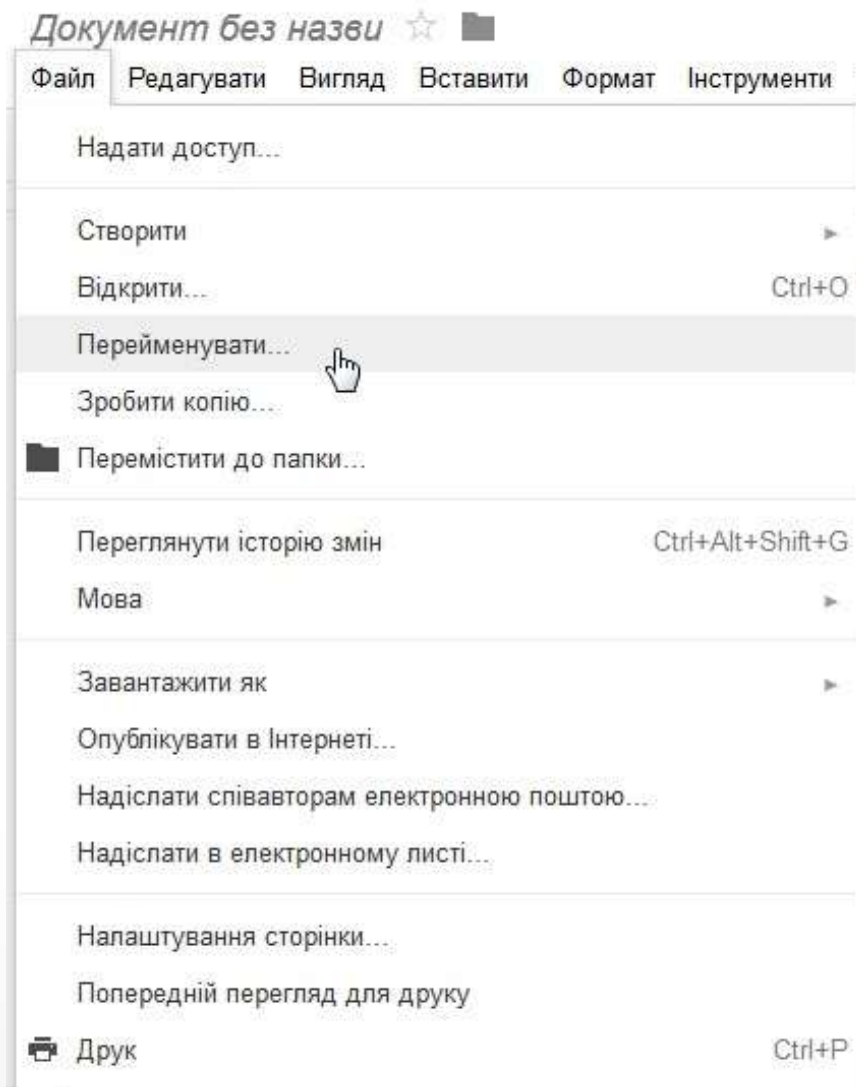 Документ без назви
Файл Редагувати Вигляд Вставити Формат Інструменти
Надати доступ...
Створити
Відкрити... Ctrl+O
Перейменувати...
Зробити копію...
Перемістити до папки...
Переглянути історію змін Ctrl+Alt+Shift+G
Мова
Завантажити як
Опублікувати в Інтернеті...
Надіслати співавторам електронною поштою...
Надіслати в електронному листі...
Налаштування сторінки...
Попередній перегляд для друку
Друк Ctrl+P